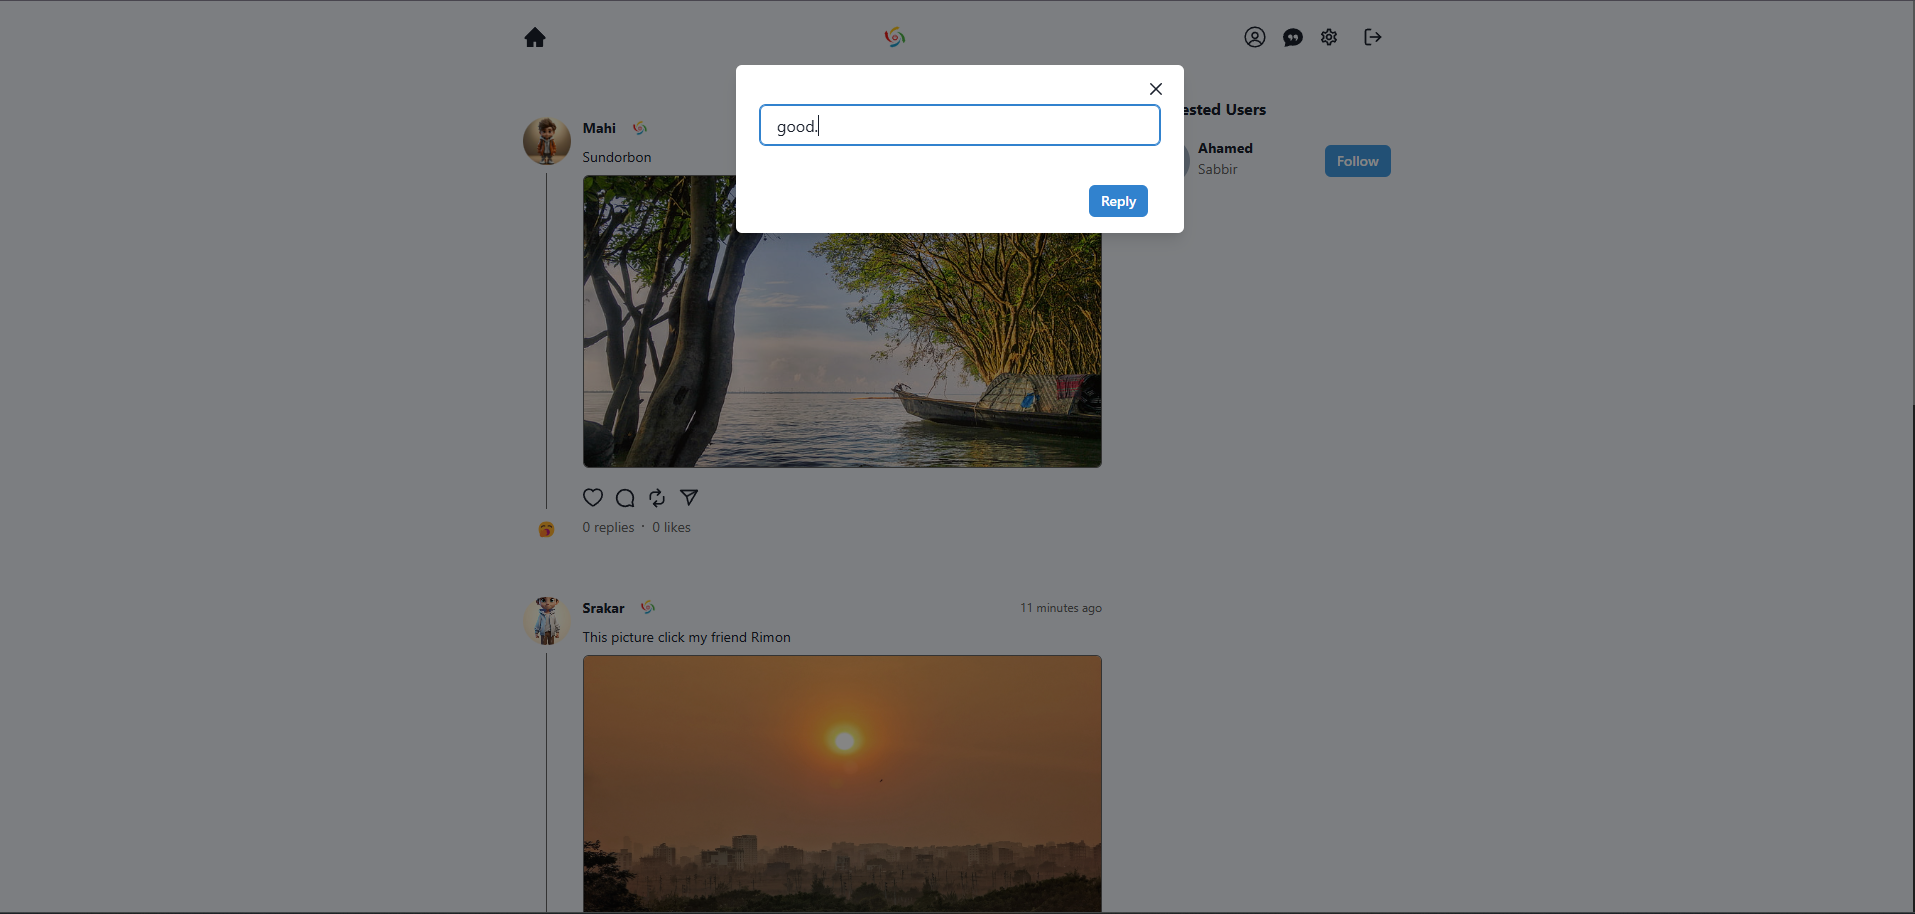 good.
Reply
ested Users
Ahamed
Sabbir
Follow
Mahi
Sundorbon
0 replies · 0 likes
Srakar
11 minutes ago
This picture click my friend Rimon